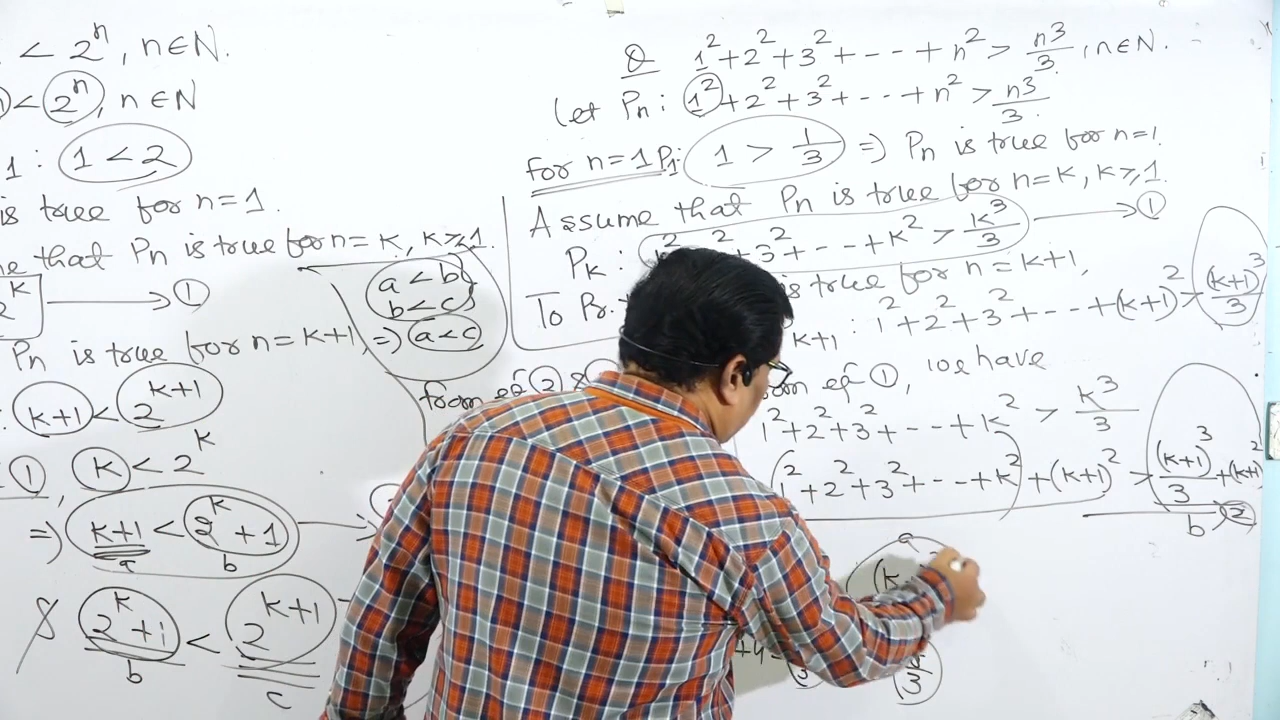 < 2ⁿ, n∈N.
< 2ⁿ, n∈N
1 : 1 < 2
is true for n=1.
that Pn is true for n=k, k≥1.
a < b
b < c
⇒ a < c
→ ①
Pn is true for n=k+1,
k+1 < 2^(k+1)
①, k < 2^k
⇒ k+1 < 2^k + 1
a b
& 2^k + 1 < 2^(k+1)
b c
from eq ② &
Q 1²+2²+3²+--+n² > n³/3, n∈N.
Let Pn : 1²+2²+3²+---+n² > n³/3.
for n=1 P1: 1 > 1/3 ⇒ Pn is true for n=1.
Assume that Pn is true for n=k, k≥1.
Pk : +3²+--+k² > k³/3 → ①
To Pr. is true for n=k+1,
k+1 : 1²+2²+3²+--+(k+1)² > (k+1)³/3
eq ①, we have
1²+2²+3²+--+k² > k³/3
(1²+2²+3²+--+k²)+(k+1)² > (k+1)³/3 +(k+1)²
b ②
a
(k